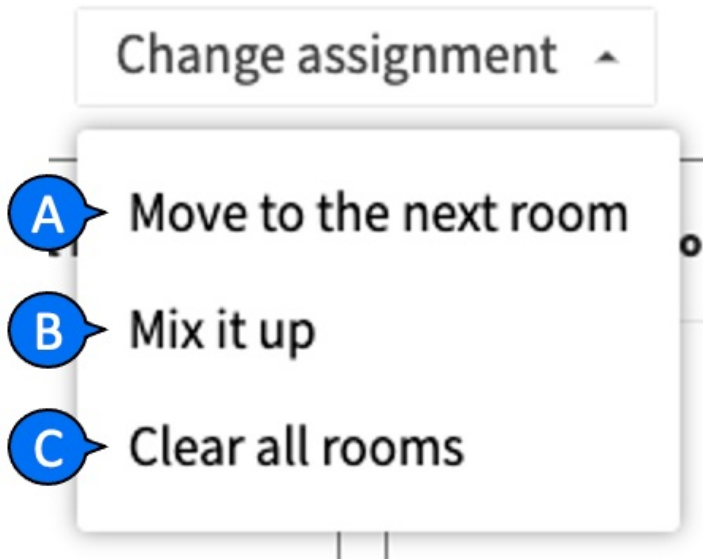 Change assignment
A Move to the next room
B Mix it up
C Clear all rooms